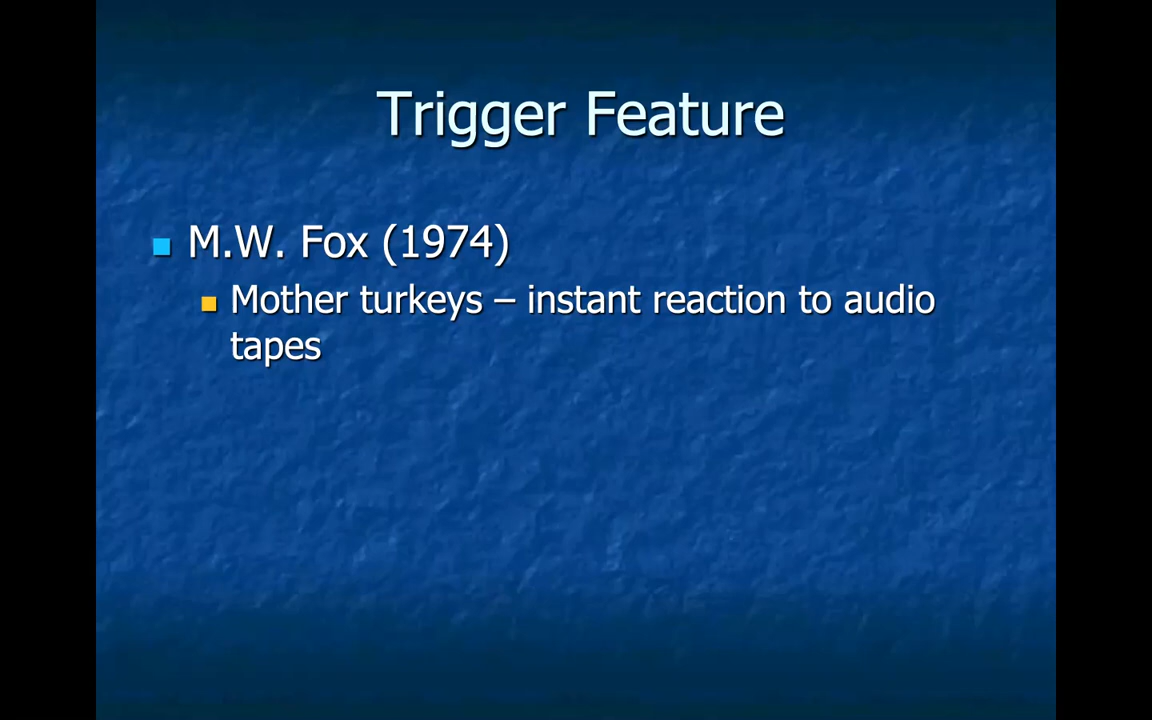 Trigger Feature
M.W. Fox (1974)
Mother turkeys – instant reaction to audio
tapes